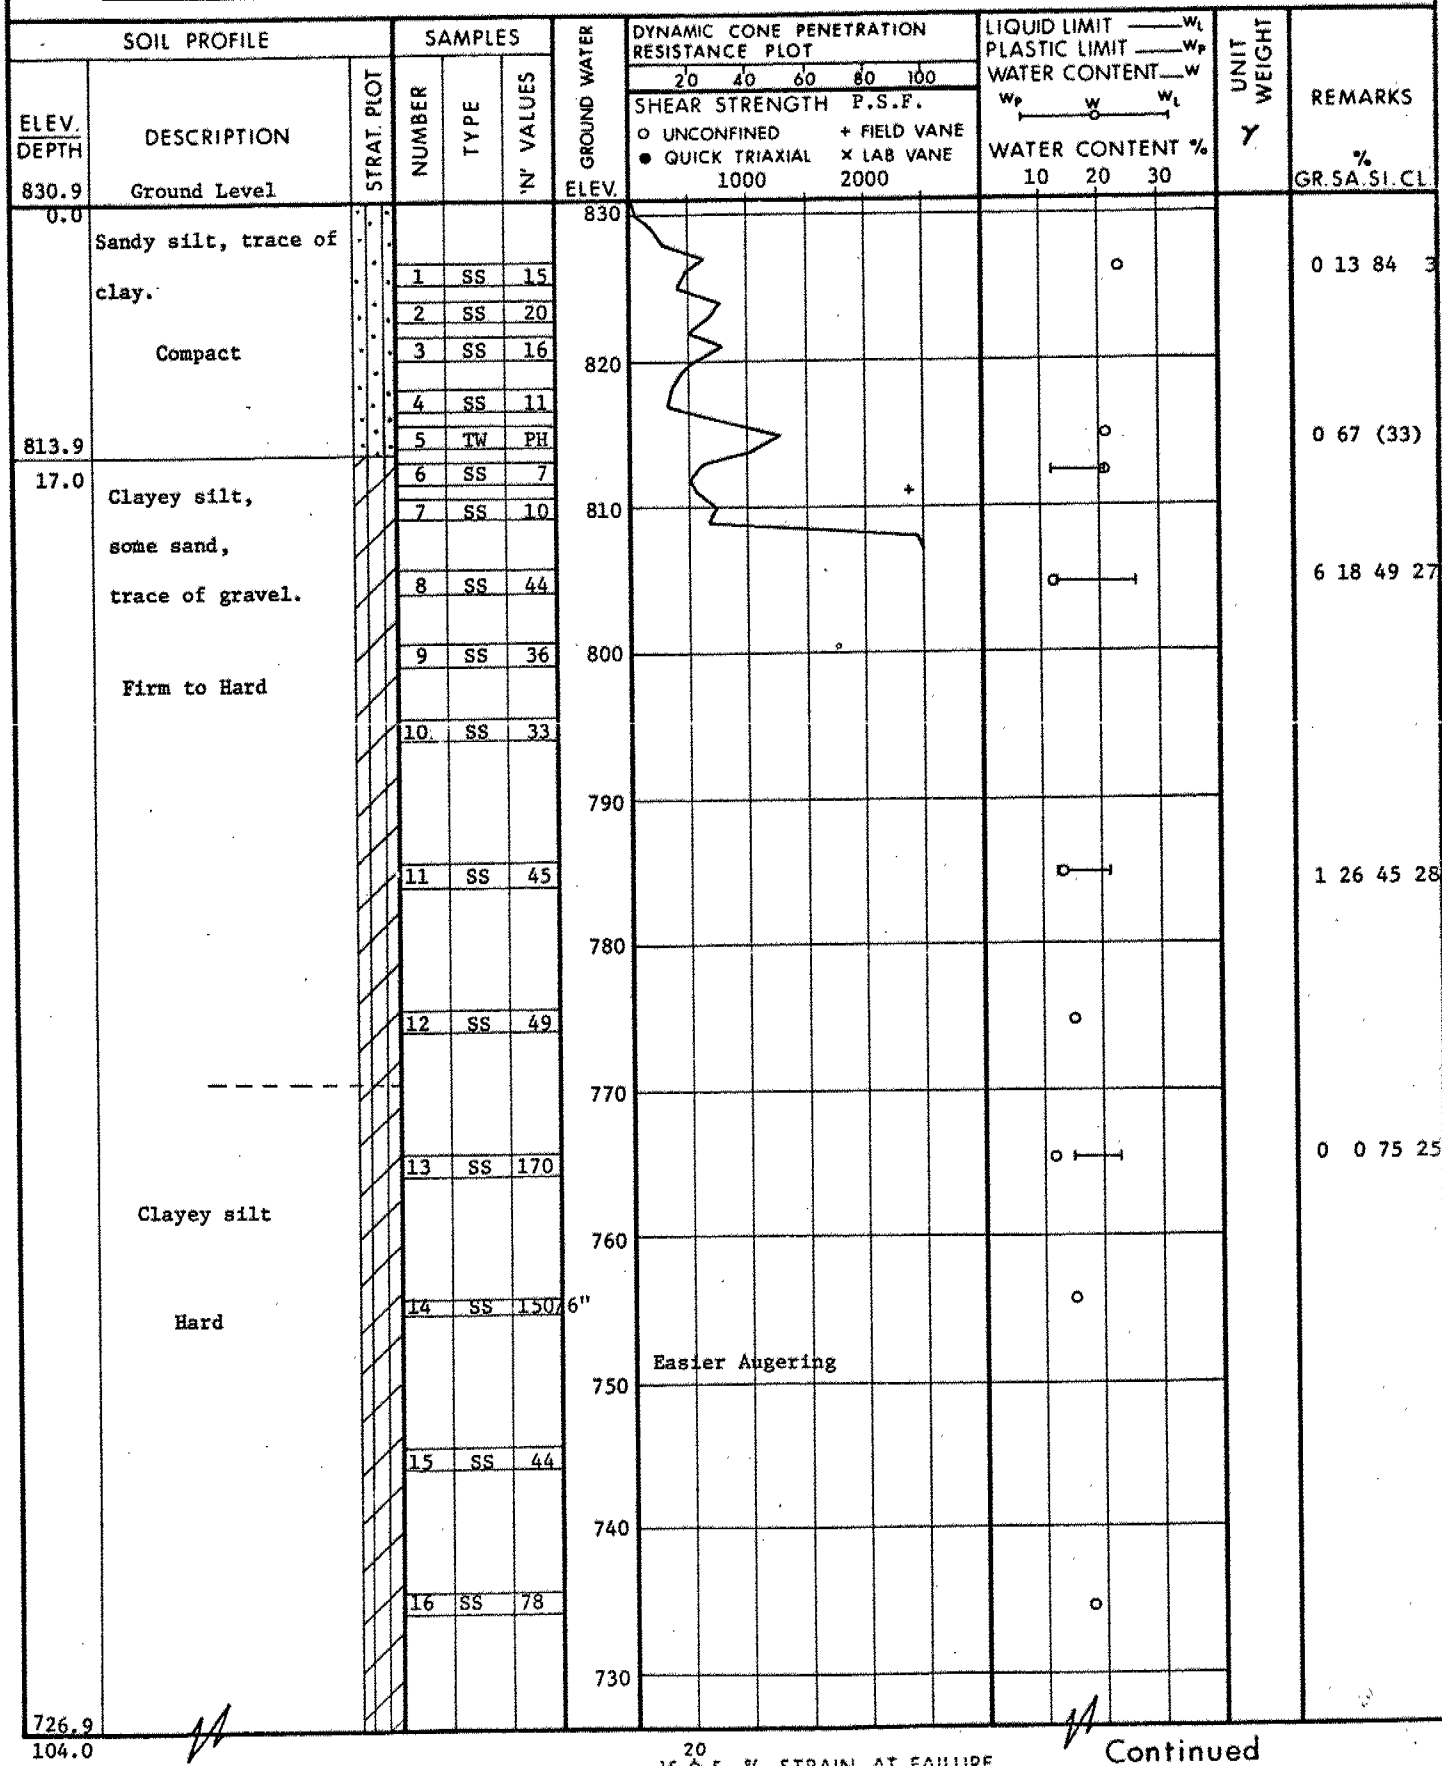 SOIL PROFILE
SAMPLES
GROUND WATER
ELEV.
DYNAMIC CONE PENETRATION
RESISTANCE PLOT
20 40 60 80 100
SHEAR STRENGTH P.S.F.
○ UNCONFINED + FIELD VANE
● QUICK TRIAXIAL × LAB VANE
1000 2000
LIQUID LIMIT ——WL
PLASTIC LIMIT ——WP
WATER CONTENT—W
WP W WL
WATER CONTENT %
10 20 30
UNIT
WEIGHT
γ
REMARKS
%
GR.SA.SI.CL.
ELEV.
DEPTH
DESCRIPTION
STRAT. PLOT
NUMBER
TYPE
'N' VALUES
830.9 Ground Level
0.0
830
Sandy silt, trace of
clay.
1 SS 15
0 13 84 3
2 SS 20
Compact
3 SS 16
820
4 SS 11
813.9
5 TW PH
0 67 (33)
17.0
6 SS 7
Clayey silt,
7 SS 10
810
some sand,
trace of gravel.
8 SS 44
6 18 49 27
9 SS 36
800
Firm to Hard
10 SS 33
790
11 SS 45
1 26 45 28
780
12 SS 49
770
13 SS 170
0 0 75 25
Clayey silt
760
14 SS 150/6"
Hard
Easier Augering
750
15 SS 44
740
16 SS 78
730
726.9
104.0
20
% STRAIN AT FAILURE
Continued